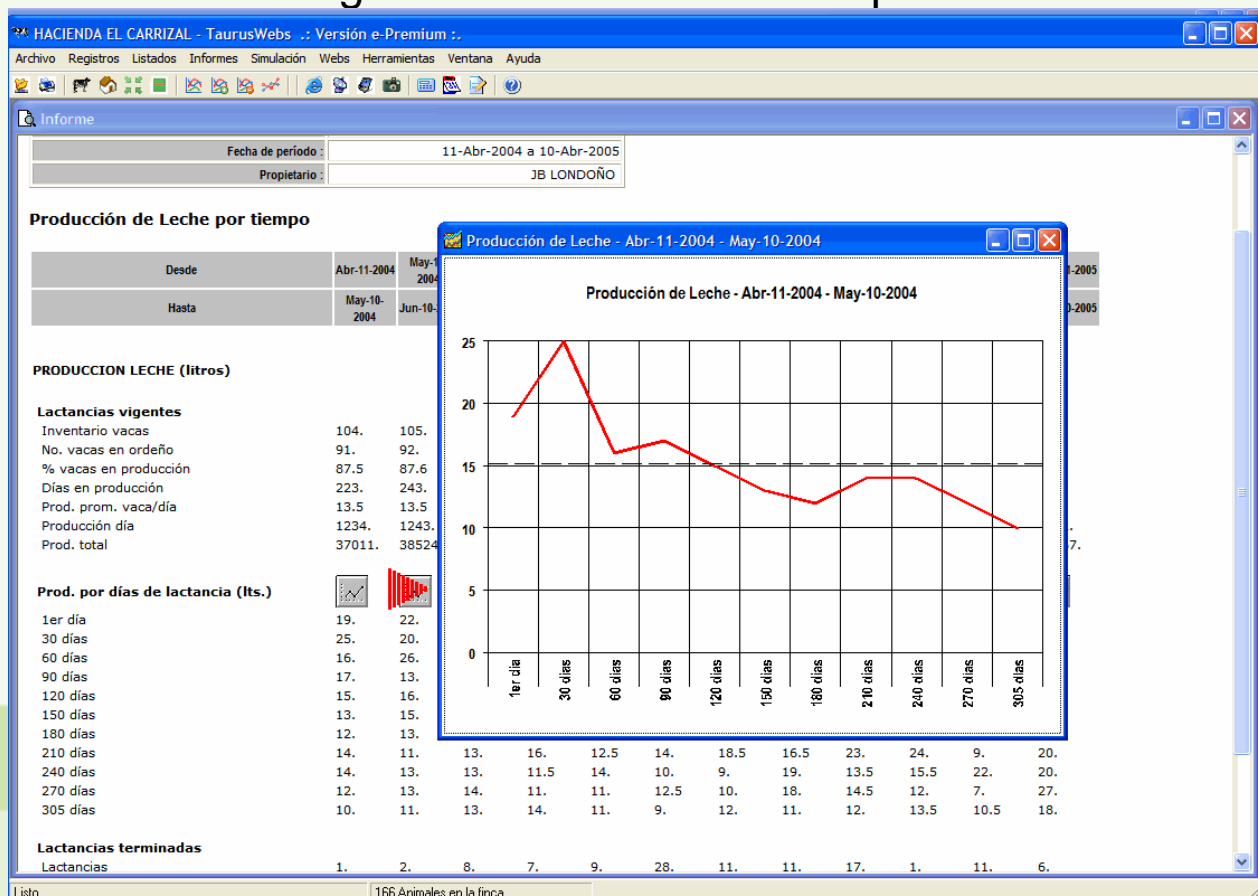 HACIENDA EL CARRIZAL - TaurusWebs .: Versión e-Premium :.
Archivo Registros Listados Informes Simulación Webs Herramientas Ventana Ayuda
Informe
Fecha de período : 11-Abr-2004 a 10-Abr-2005
Propietario : JB LONDOÑO
Producción de Leche por tiempo
Desde Abr-11-2004
Hasta May-10-2004
PRODUCCION LECHE (litros)
Lactancias vigentes
Inventario vacas 104. 105.
No. vacas en ordeño 91. 92.
% vacas en producción 87.5 87.6
Días en producción 223. 243.
Prod. prom. vaca/día 13.5 13.5
Producción día 1234. 1243.
Prod. total 37011. 38524
Prod. por días de lactancia (lts.)
1er día 19. 22.
30 días 25. 20.
60 días 16. 26.
90 días 17. 13.
120 días 15. 16.
150 días 13. 15.
180 días 12. 13.
210 días 14. 11. 13. 16. 12.5 14. 18.5 16.5 23. 24. 9. 20.
240 días 14. 13. 13. 11.5 14. 10. 9. 19. 13.5 15.5 22. 20.
270 días 12. 13. 14. 11. 11. 12.5 10. 18. 14.5 12. 7. 27.
305 días 10. 11. 13. 14. 11. 9. 12. 11. 12. 13.5 10.5 18.
Lactancias terminadas
Lactancias 1. 2. 8. 7. 9. 28. 11. 11. 17. 1. 11. 6.
Producción de Leche - Abr-11-2004 - May-10-2004
Producción de Leche - Abr-11-2004 - May-10-2004
25
20
15
10
5
0
1er dia
30 dias
60 dias
90 dias
120 dias
150 dias
180 dias
210 dias
240 dias
270 dias
305 dias
Listo
166 Animales en la finca